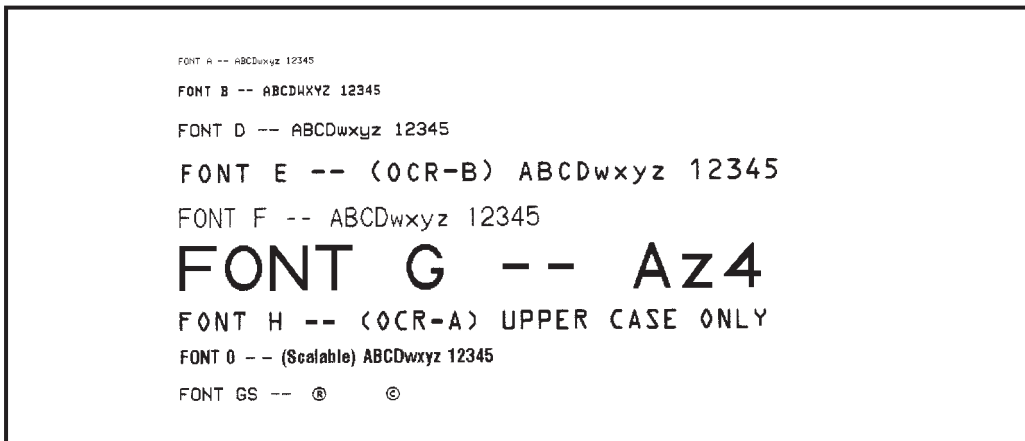 FONT A -- ABCDwxyz 12345
FONT B -- ABCDWXYZ 12345
FONT D -- ABCDwxyz 12345
FONT E -- (OCR-B) ABCDwxyz 12345
FONT F -- ABCDwxyz 12345
FONT G -- Az4
FONT H -- (OCR-A) UPPER CASE ONLY
FONT 0 -- (Scalable) ABCDwxyz 12345
FONT GS -- ® ©